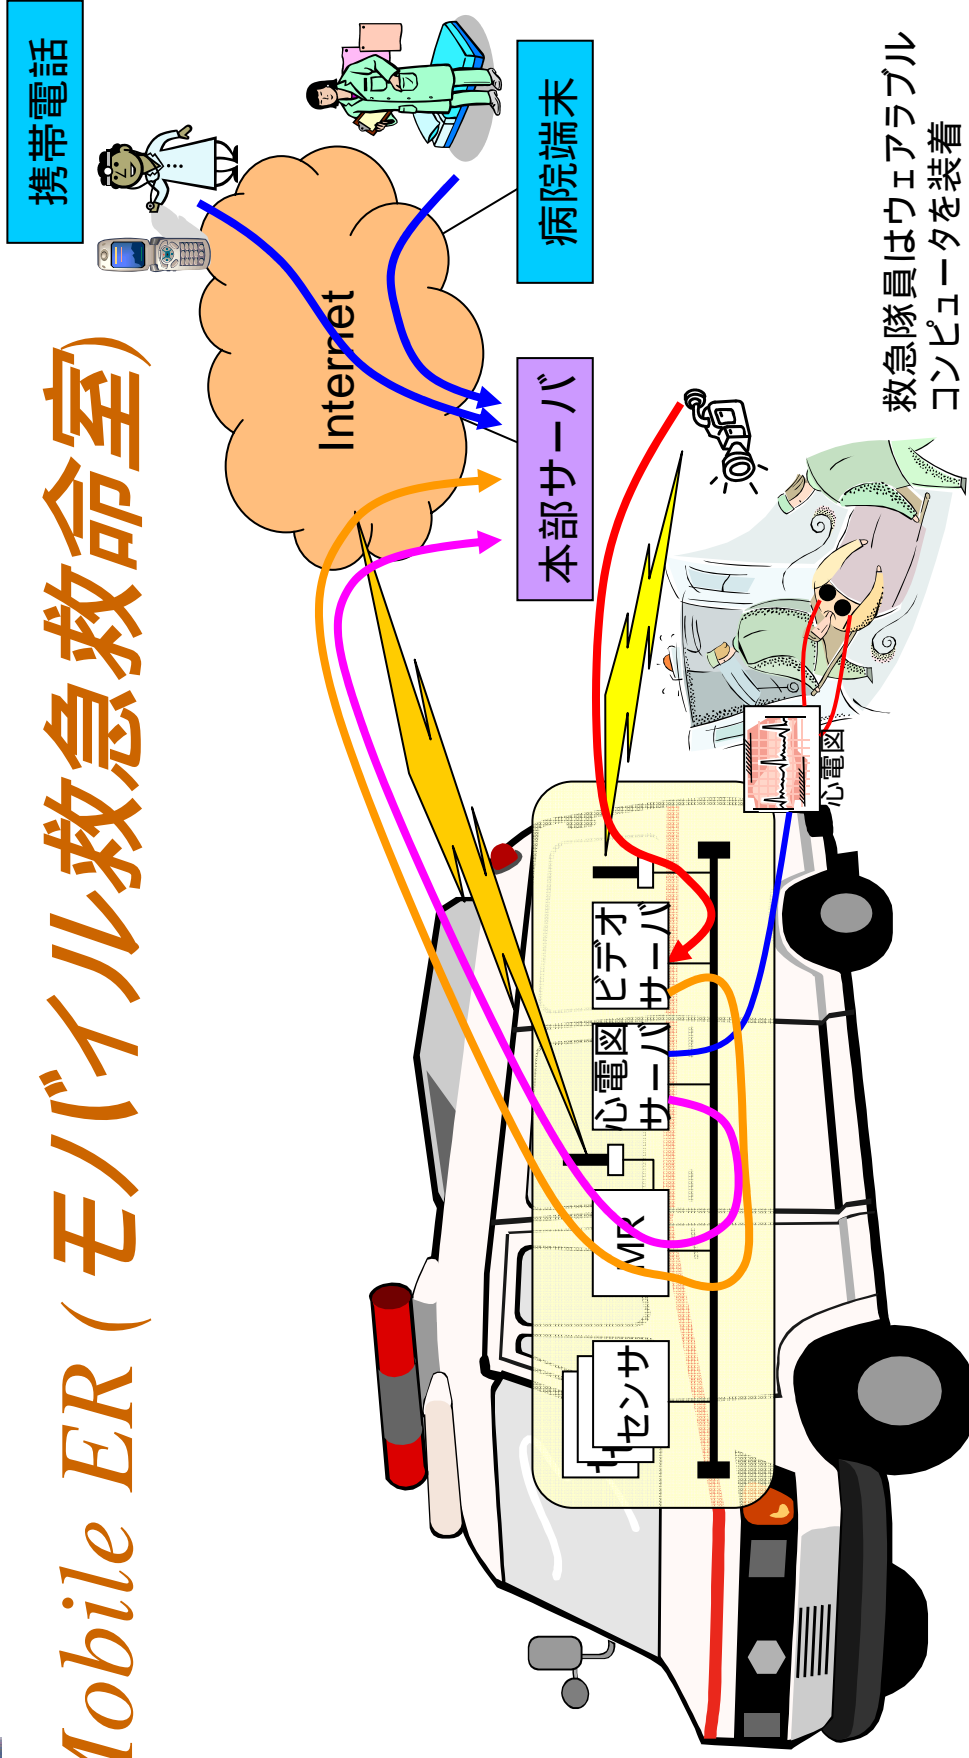 Mobile ER (モバイル救急救命室)
携帯電話
Internet
病院端末
本部サーバ
救急隊員はウェアラブル
コンピュータを装着
心電図
ビデオ
サーバ
心電図
サーバ
MR
センサ